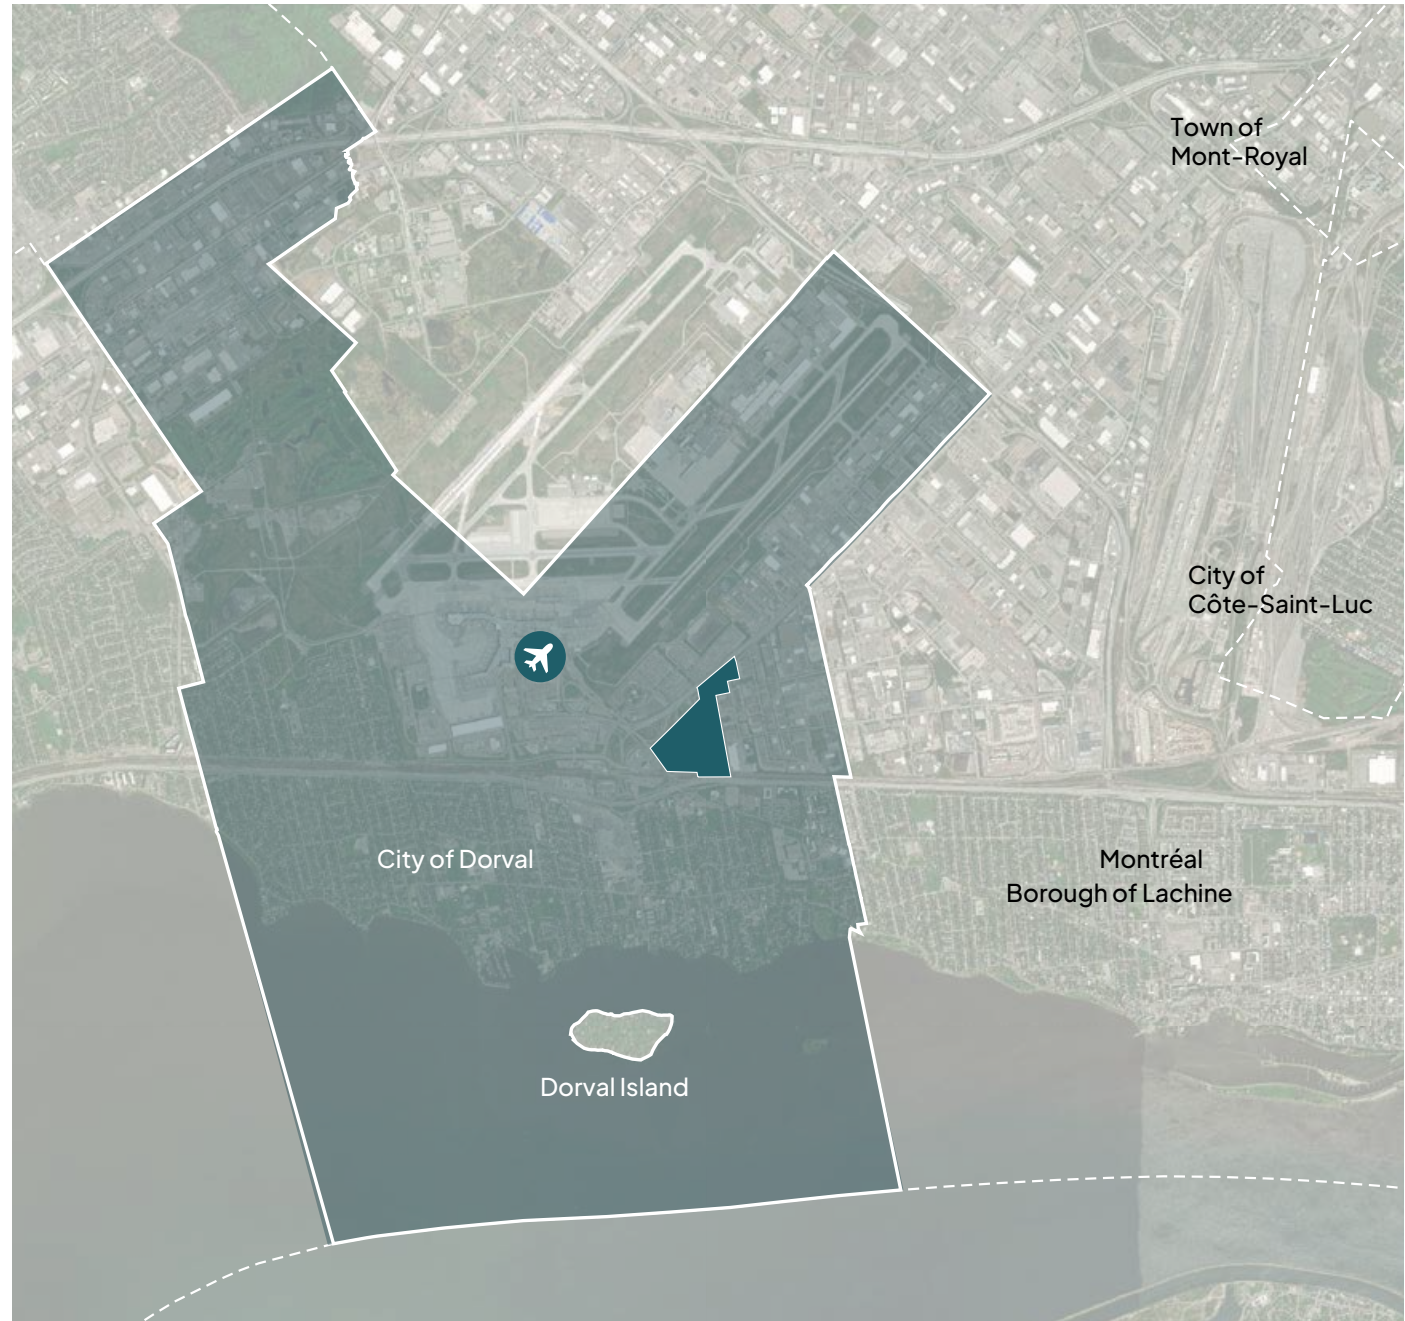 Town of
Mont-Royal
City of
Côte-Saint-Luc
City of Dorval
Montréal
Borough of Lachine
Dorval Island